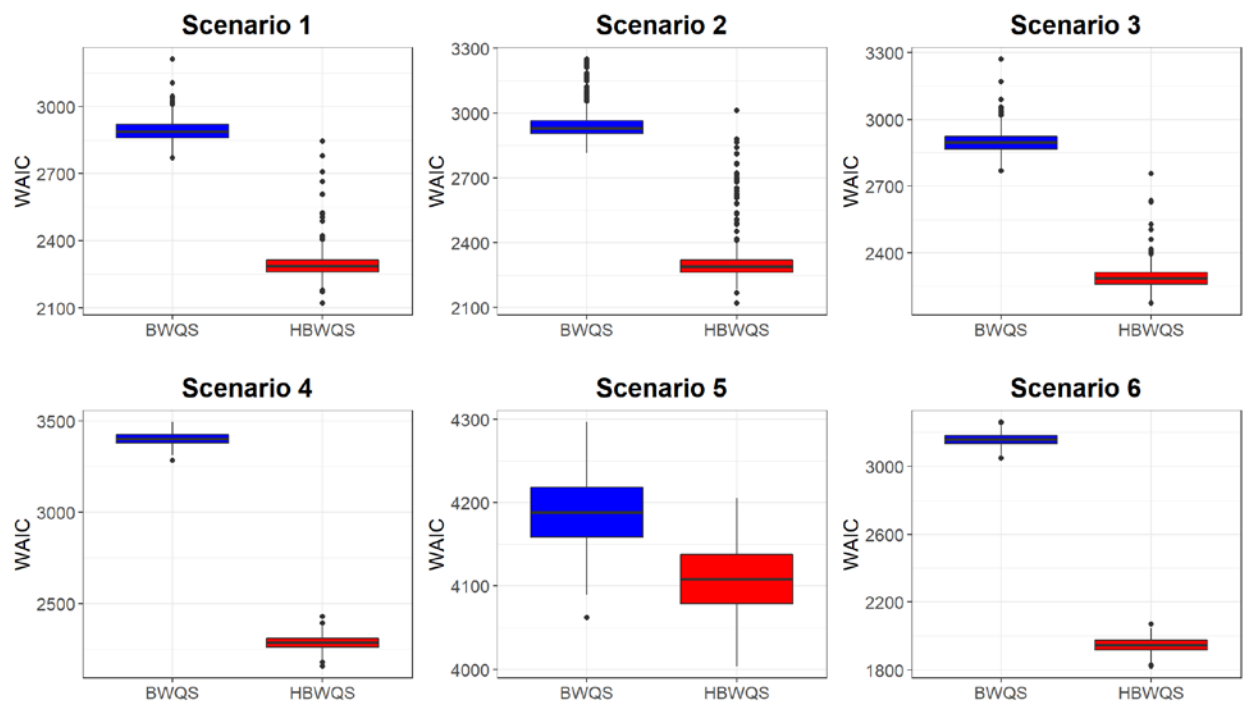 Scenario 1
WAIC
3000
2700
2400
2100
BWQS
HBWQS
Scenario 2
WAIC
3300
3000
2700
2400
2100
BWQS
HBWQS
Scenario 3
WAIC
3300
3000
2700
2400
BWQS
HBWQS
Scenario 4
WAIC
3500
3000
2500
BWQS
HBWQS
Scenario 5
WAIC
4300
4200
4100
4000
BWQS
HBWQS
Scenario 6
WAIC
3000
2600
2200
1800
BWQS
HBWQS